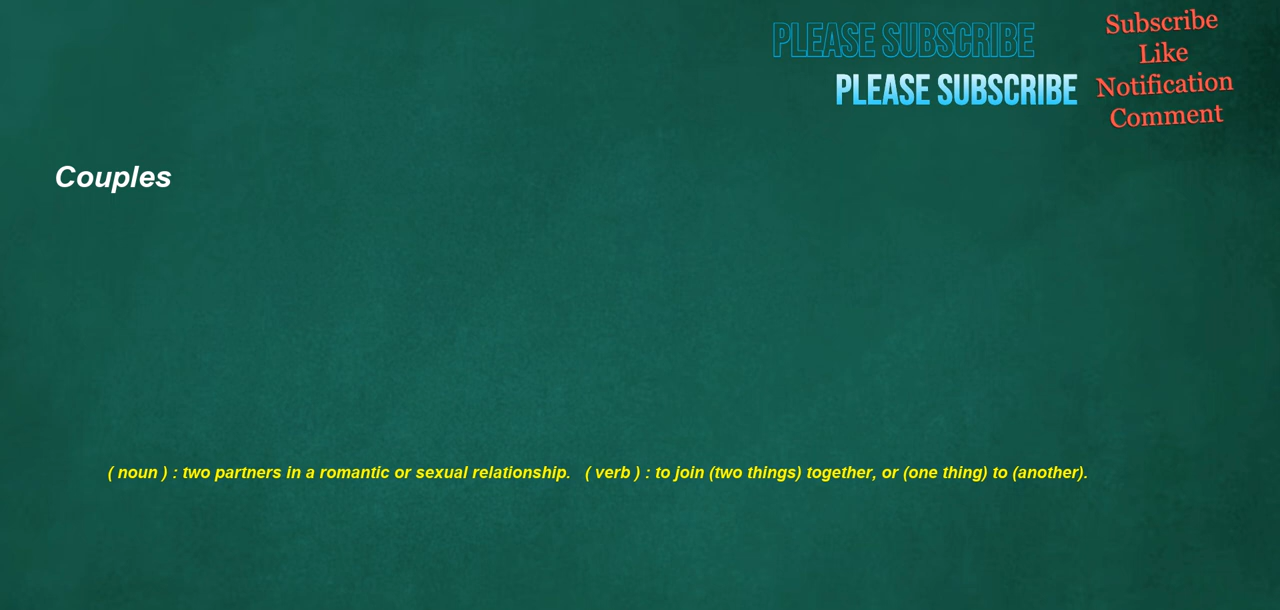 PLEASE SUBSCRIBE
PLEASE SUBSCRIBE
Subscribe
Like
Notification
Comment
Couples
( noun ) : two partners in a romantic or sexual relationship.   ( verb ) : to join (two things) together, or (one thing) to (another).